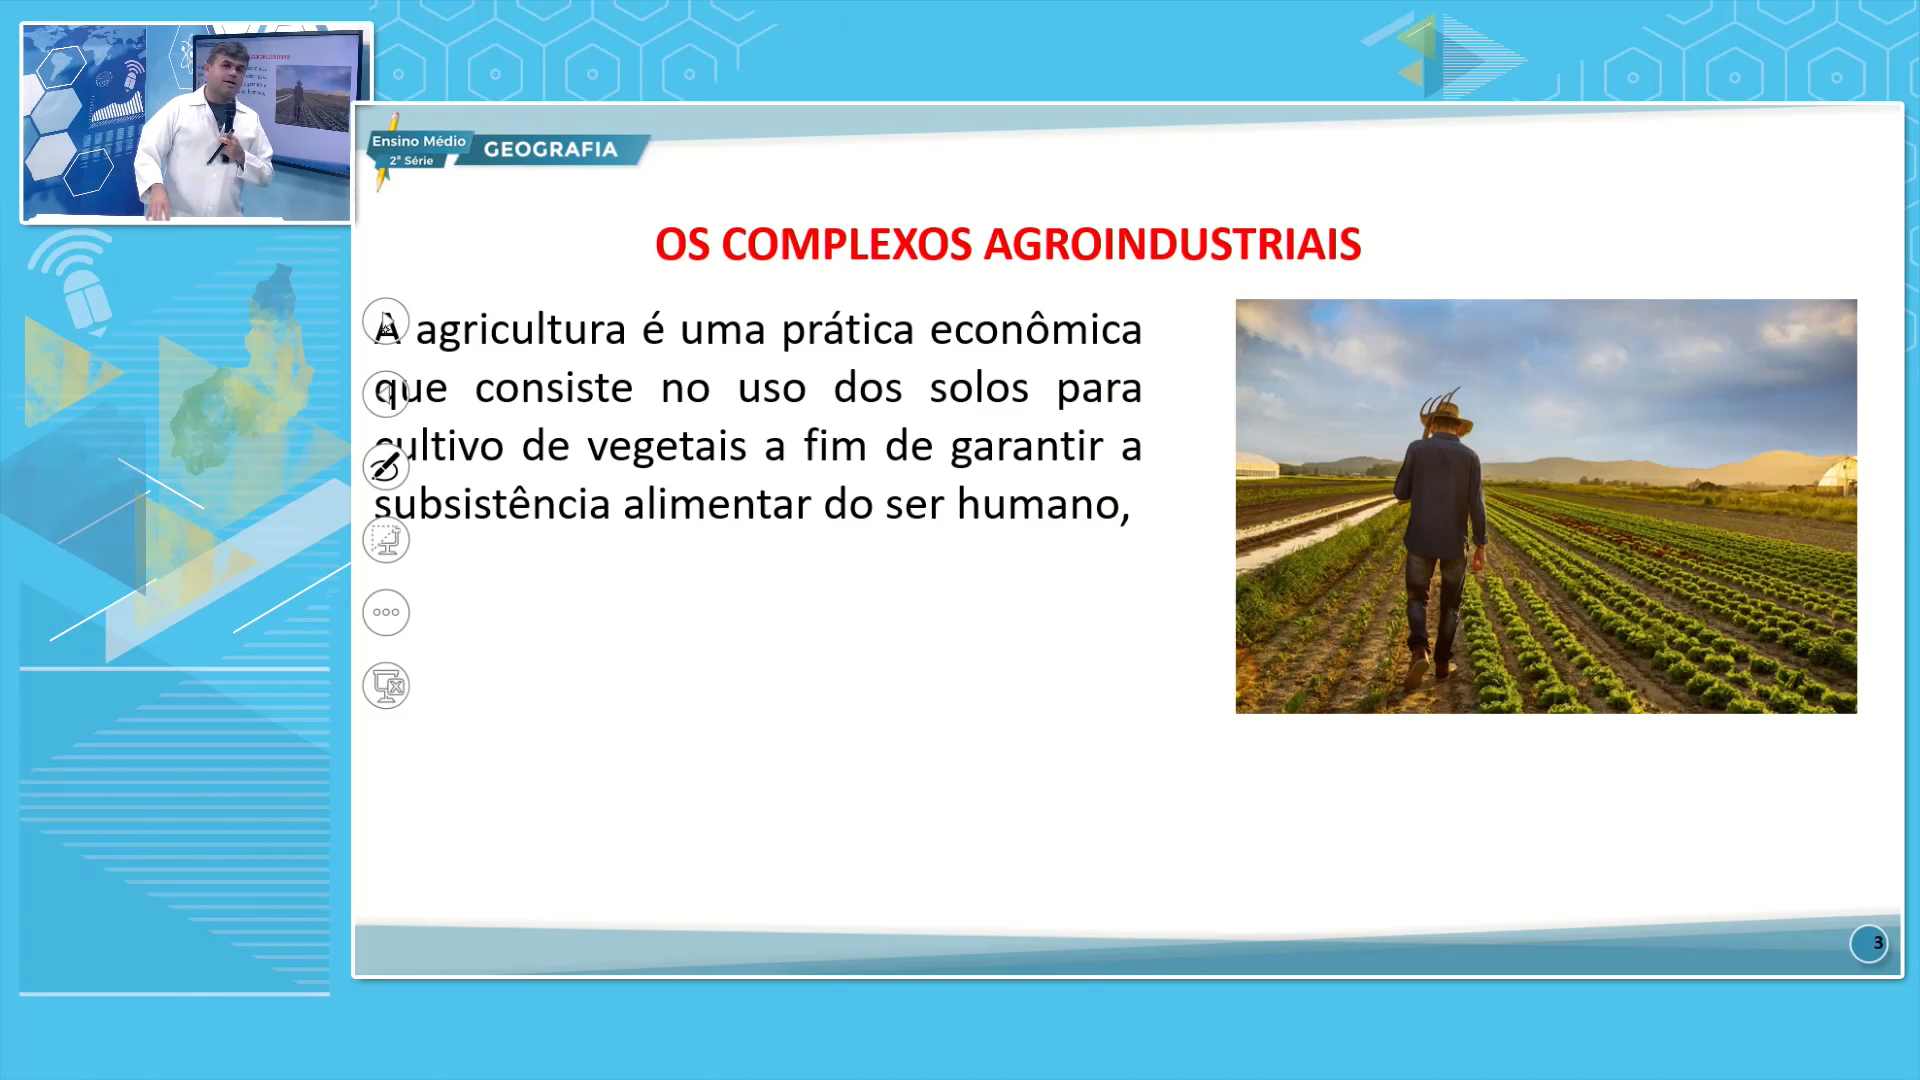 Ensino Médio
2ª Série
GEOGRAFIA
OS COMPLEXOS AGROINDUSTRIAIS
A agricultura é uma prática econômica
que consiste no uso dos solos para
cultivo de vegetais a fim de garantir a
subsistência alimentar do ser humano,
3